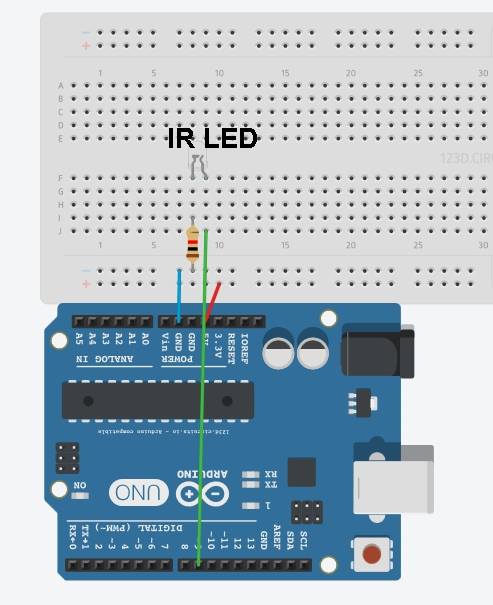 - +
1 5 10 15 20 25 30
A
B
C
D
E
IR LED
123D.CIRC
F
G
H
I
J
1 5 10 15 20 25 30
- +
A5 A4 A3 A2 A1 A0 Vin GND GND 5V 3.3V RESET IOREF
ANALOG IN POWER
123d.circuits.io - Arduino compatible
ON UNO ARDUINO RX
TX
1
DIGITAL (PWM~)
RX←0 TX→1 2 ~3 4 ~5 ~6 7 8 ~10 ~11 12 13 GND AREF SDA SCL